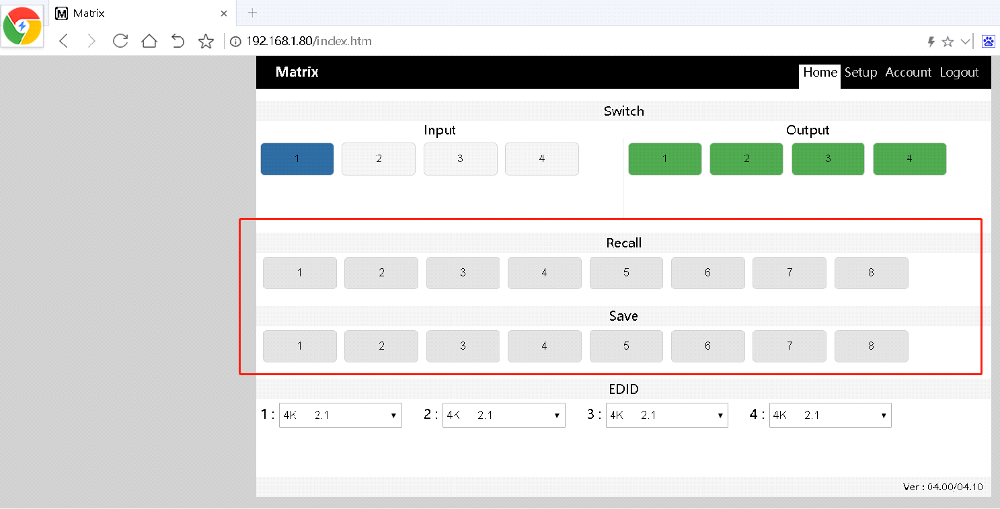 Matrix
192.168.1.80/index.htm
Matrix Home Setup Account Logout
Switch
Input Output
1 2 3 4 1 2 3 4
Recall
1 2 3 4 5 6 7 8
Save
1 2 3 4 5 6 7 8
EDID
1 : 4K 2.1 2 : 4K 2.1 3 : 4K 2.1 4 : 4K 2.1
Ver : 04.00/04.10